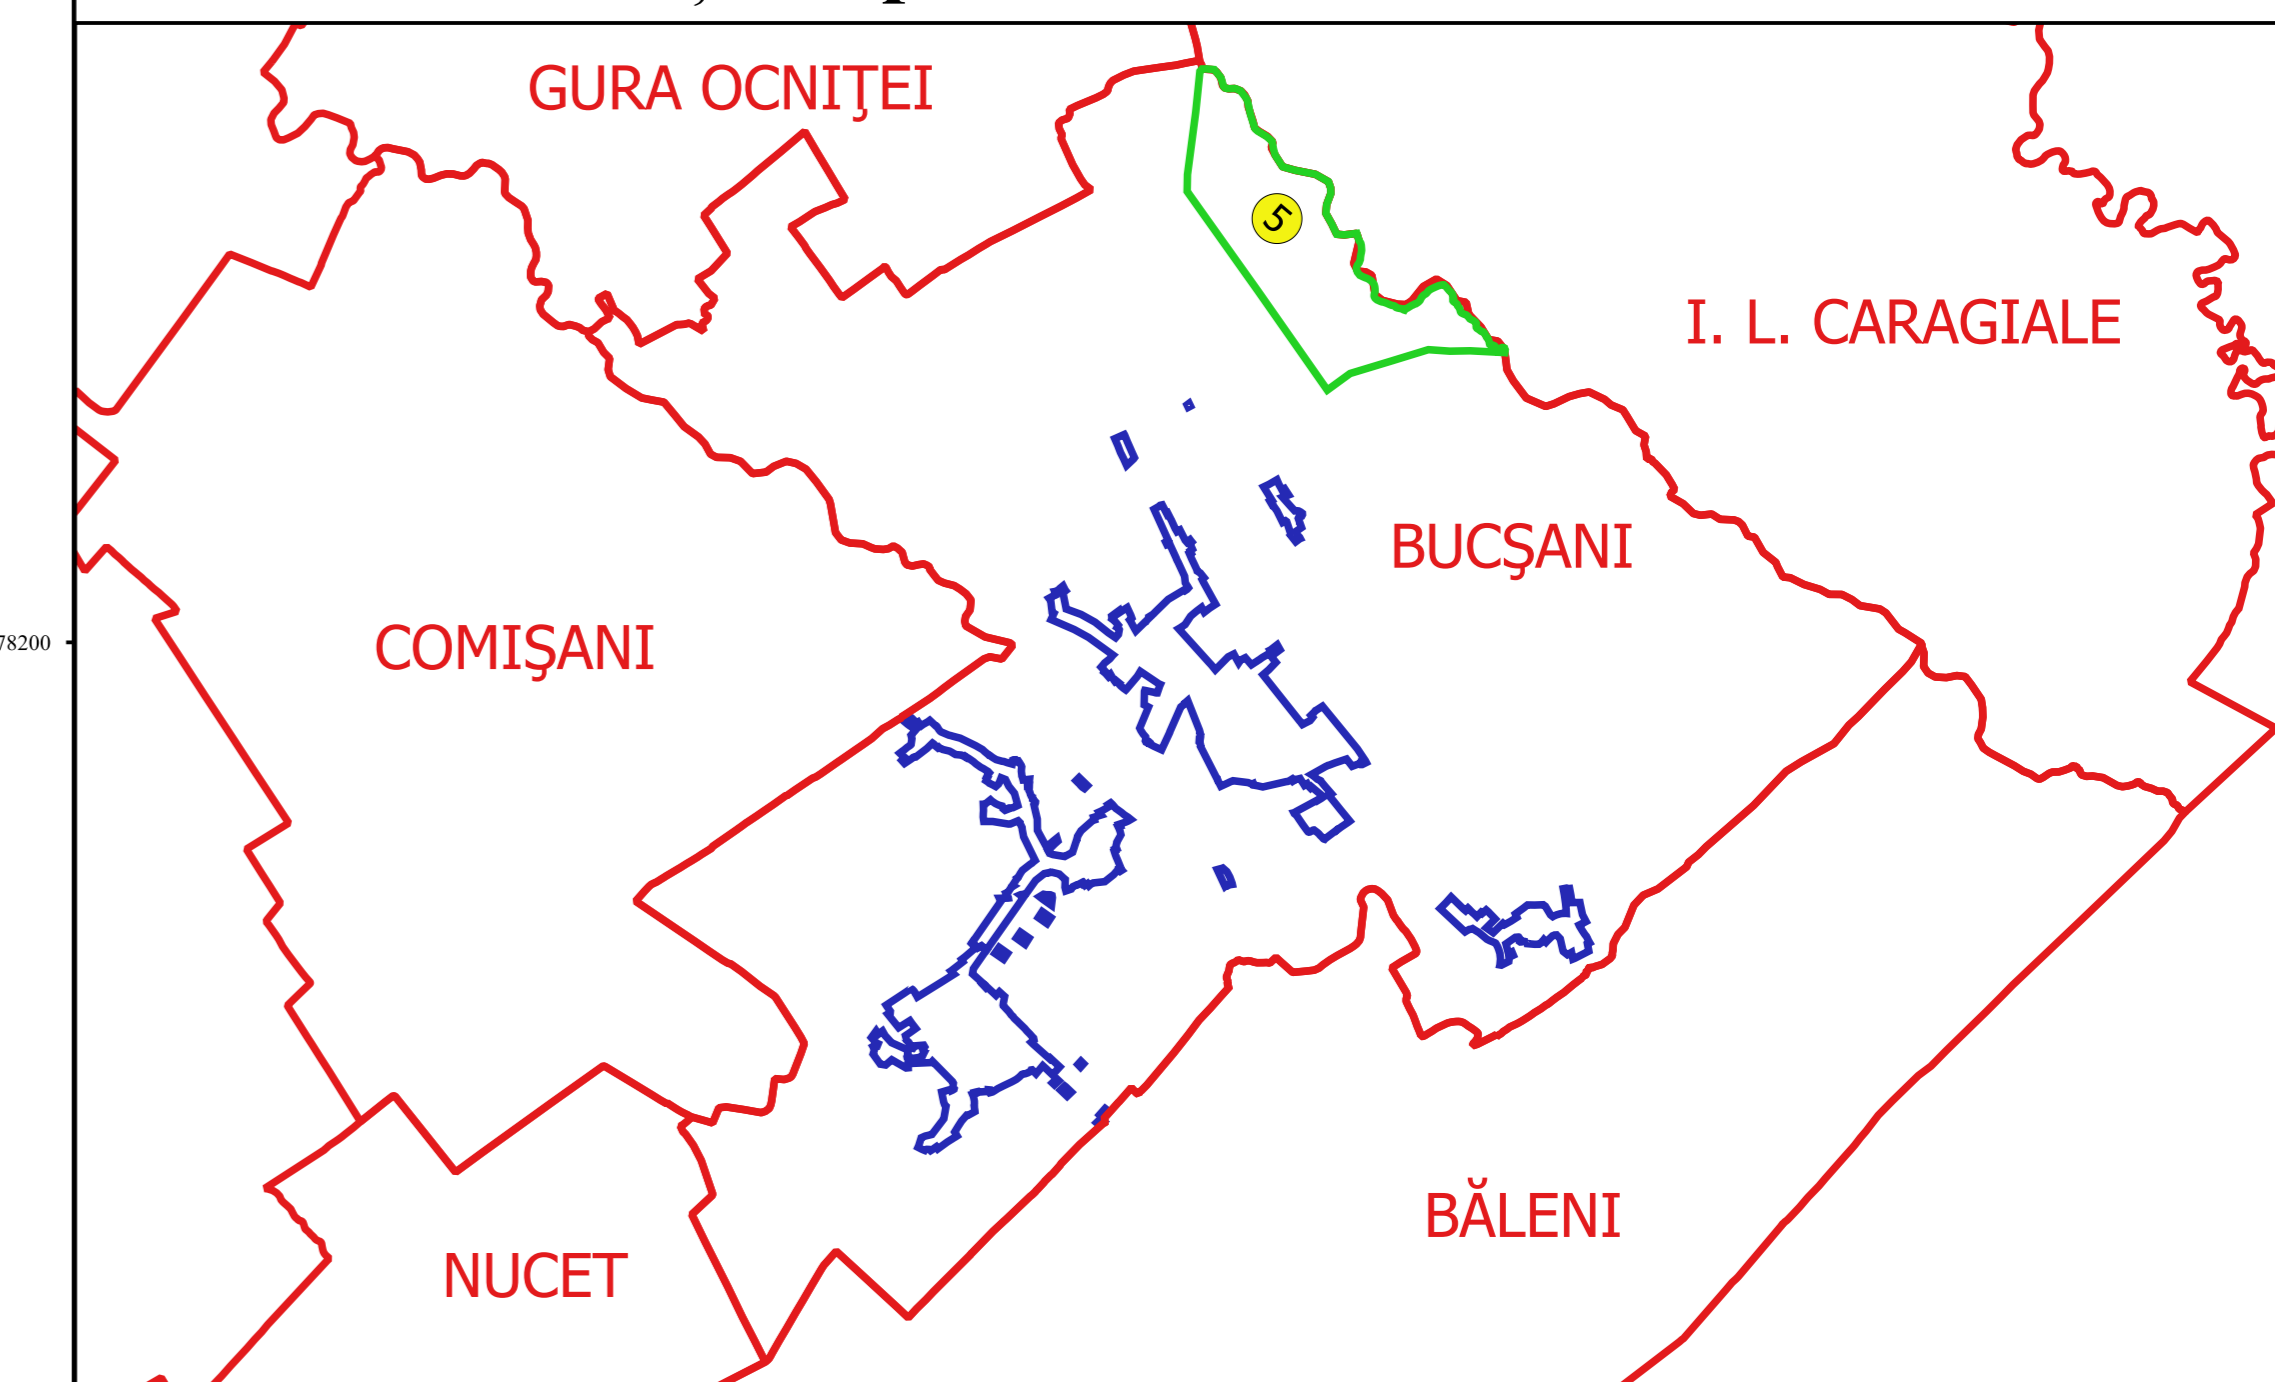 GURA OCNIŢEI
5
I. L. CARAGIALE
BUCŞANI
78200
COMIŞANI
BĂLENI
NUCET